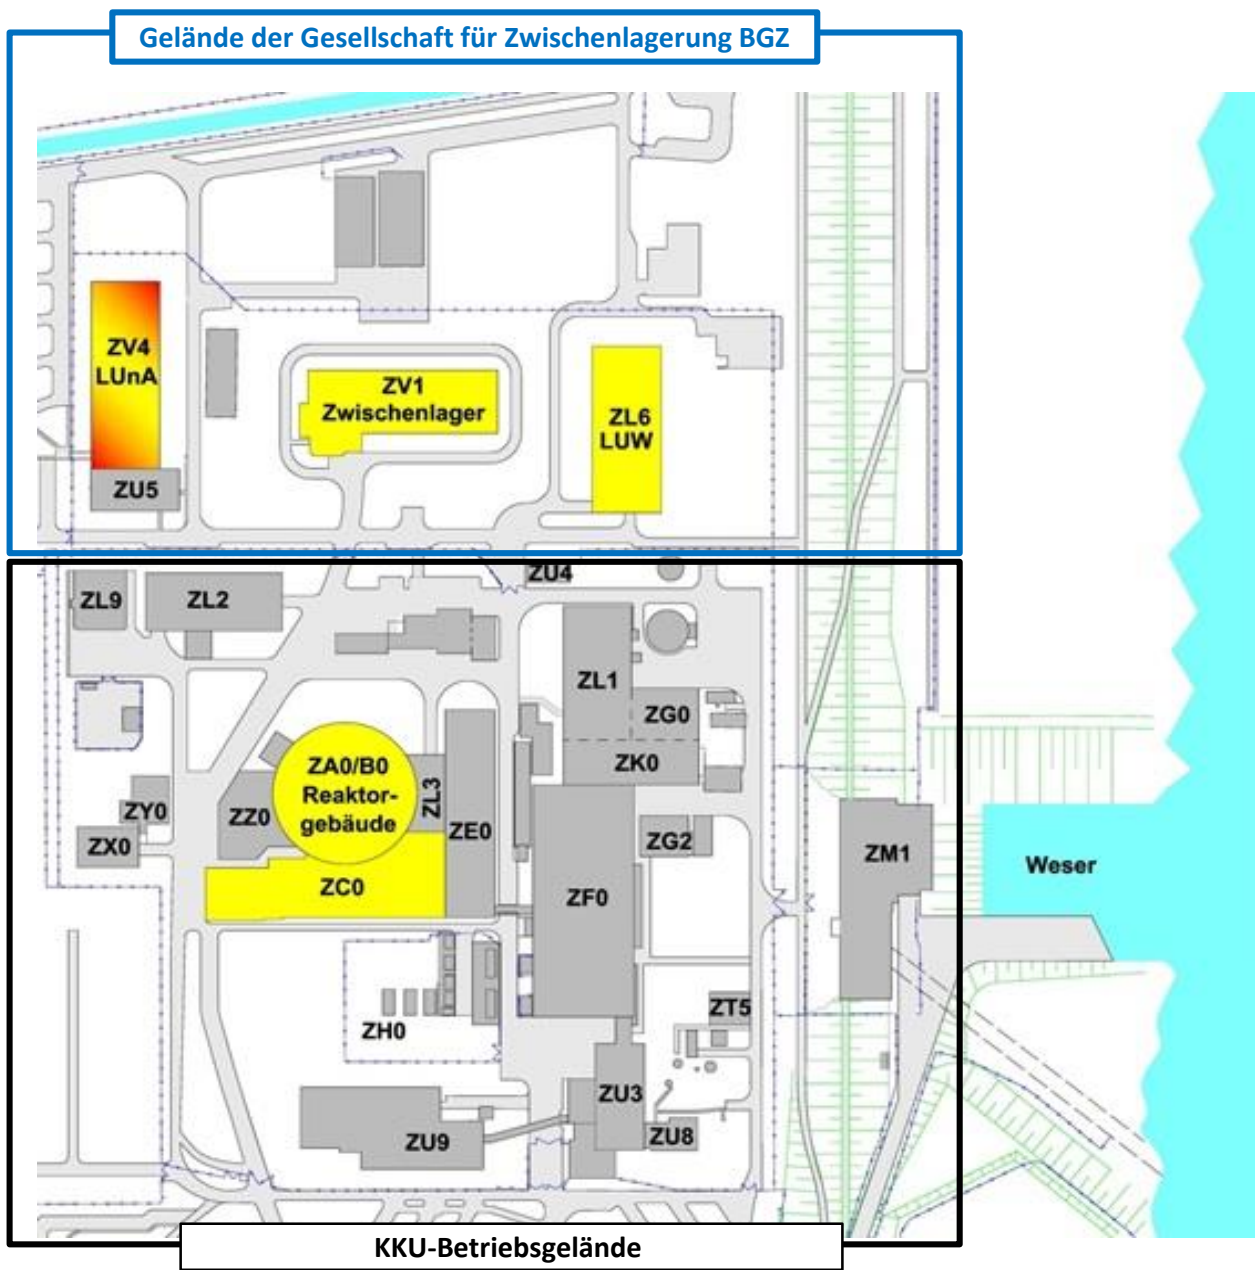 Gelände der Gesellschaft für Zwischenlagerung BGZ
ZV4
LUnA
ZV1
Zwischenlager
ZL6
LUW
ZU5
ZU4
ZL9
ZL2
ZL1
ZG0
ZK0
ZA0/B0
Reaktor-
gebäude
ZL3
ZZ0
ZE0
ZY0
ZX0
ZG2
ZM1
Weser
ZC0
ZF0
ZT5
ZH0
ZU3
ZU9
ZU8
KKU-Betriebsgelände